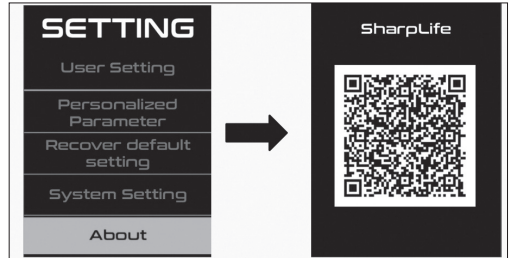 SETTING
User Setting
Personalized
Parameter
Recover default
setting
System Setting
About
SharpLife